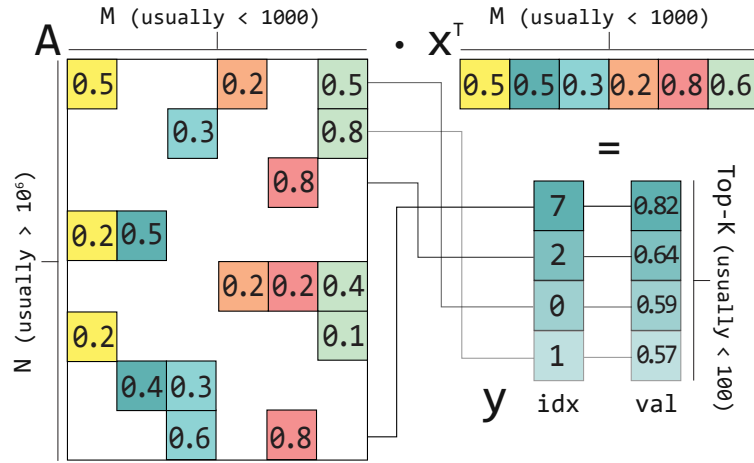 M (usually < 1000)
M (usually < 1000)
A
· xᵀ
N (usually > 10⁶)
0.5 0.2 0.5
0.3 0.8
0.8
0.2 0.5
0.2 0.2 0.4
0.2 0.1
0.4 0.3
0.6 0.8
0.5 0.5 0.3 0.2 0.8 0.6
=
7 0.82
2 0.64
0 0.59
1 0.57
y idx val
Top-K (usually < 100)